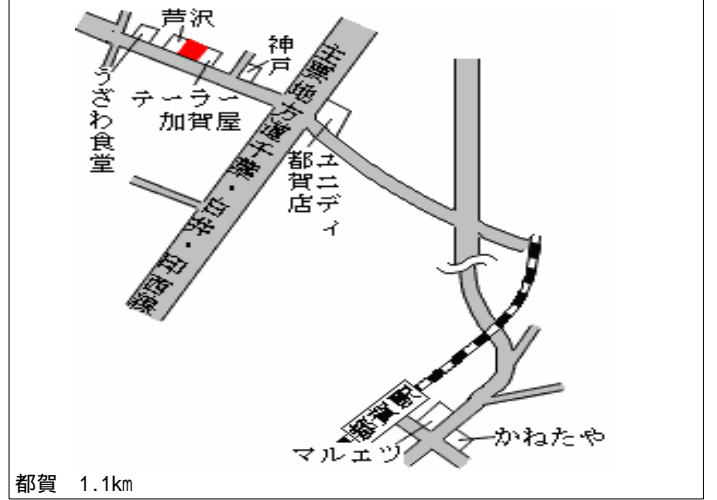 芦沢
神戸
うざわ食堂
テーラー
加賀屋
主要地方道千葉・臼井・印西線
ユニディ
都賀店
都賀駅
マルエツ
かねたや
都賀 1.1km